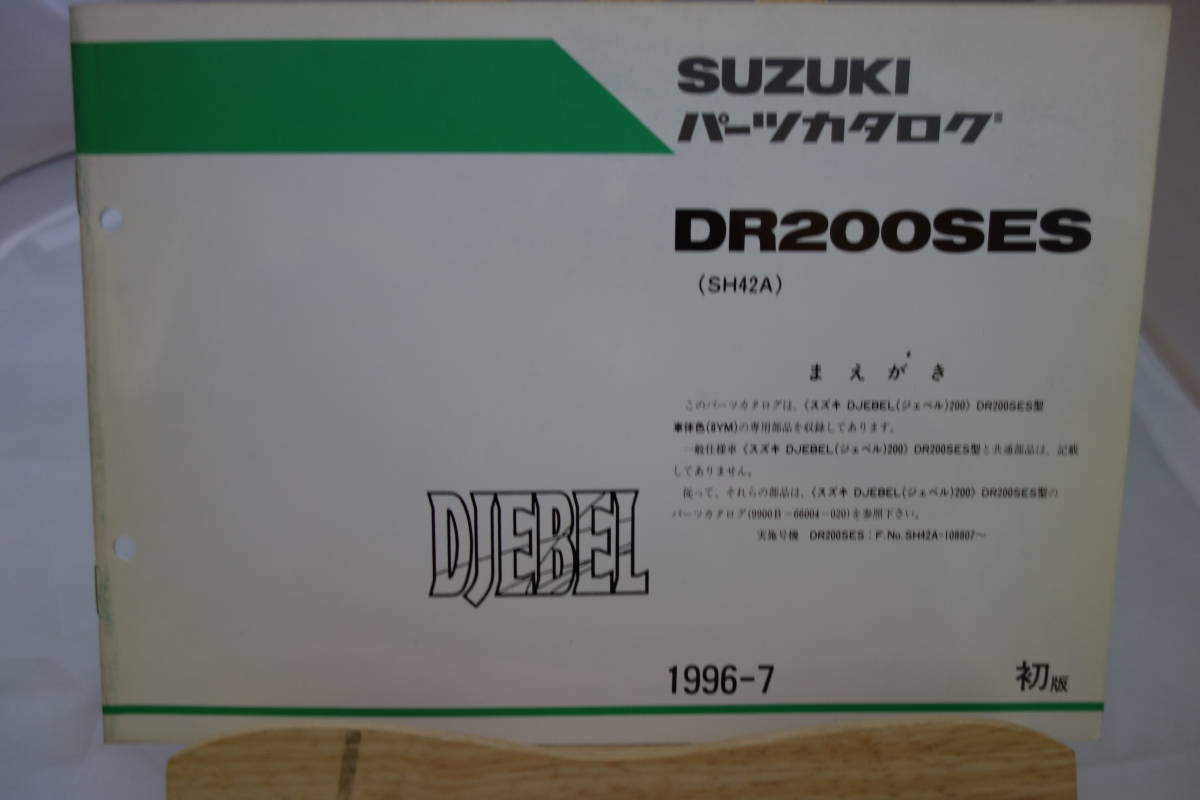 SUZUKI
パーツカタログ
DR200SES
(SH42A)
まえがき
このパーツカタログは、〈スズキ DJEBEL(ジェベル)200〉DR200SES型
車体色(8YM)の専用部品を収録してあります。
一般仕様車〈スズキ DJEBEL(ジェベル)200〉DR200SES型と共通部品は、記載
してありません。
従って、それらの部品は、〈スズキ DJEBEL(ジェベル)200〉DR200SES型の
パーツカタログ(9900B-66004-020)を参照下さい。
実施号機 DR200SES:F.No.SH42A-108807~
DJEBEL
1996-7
初版